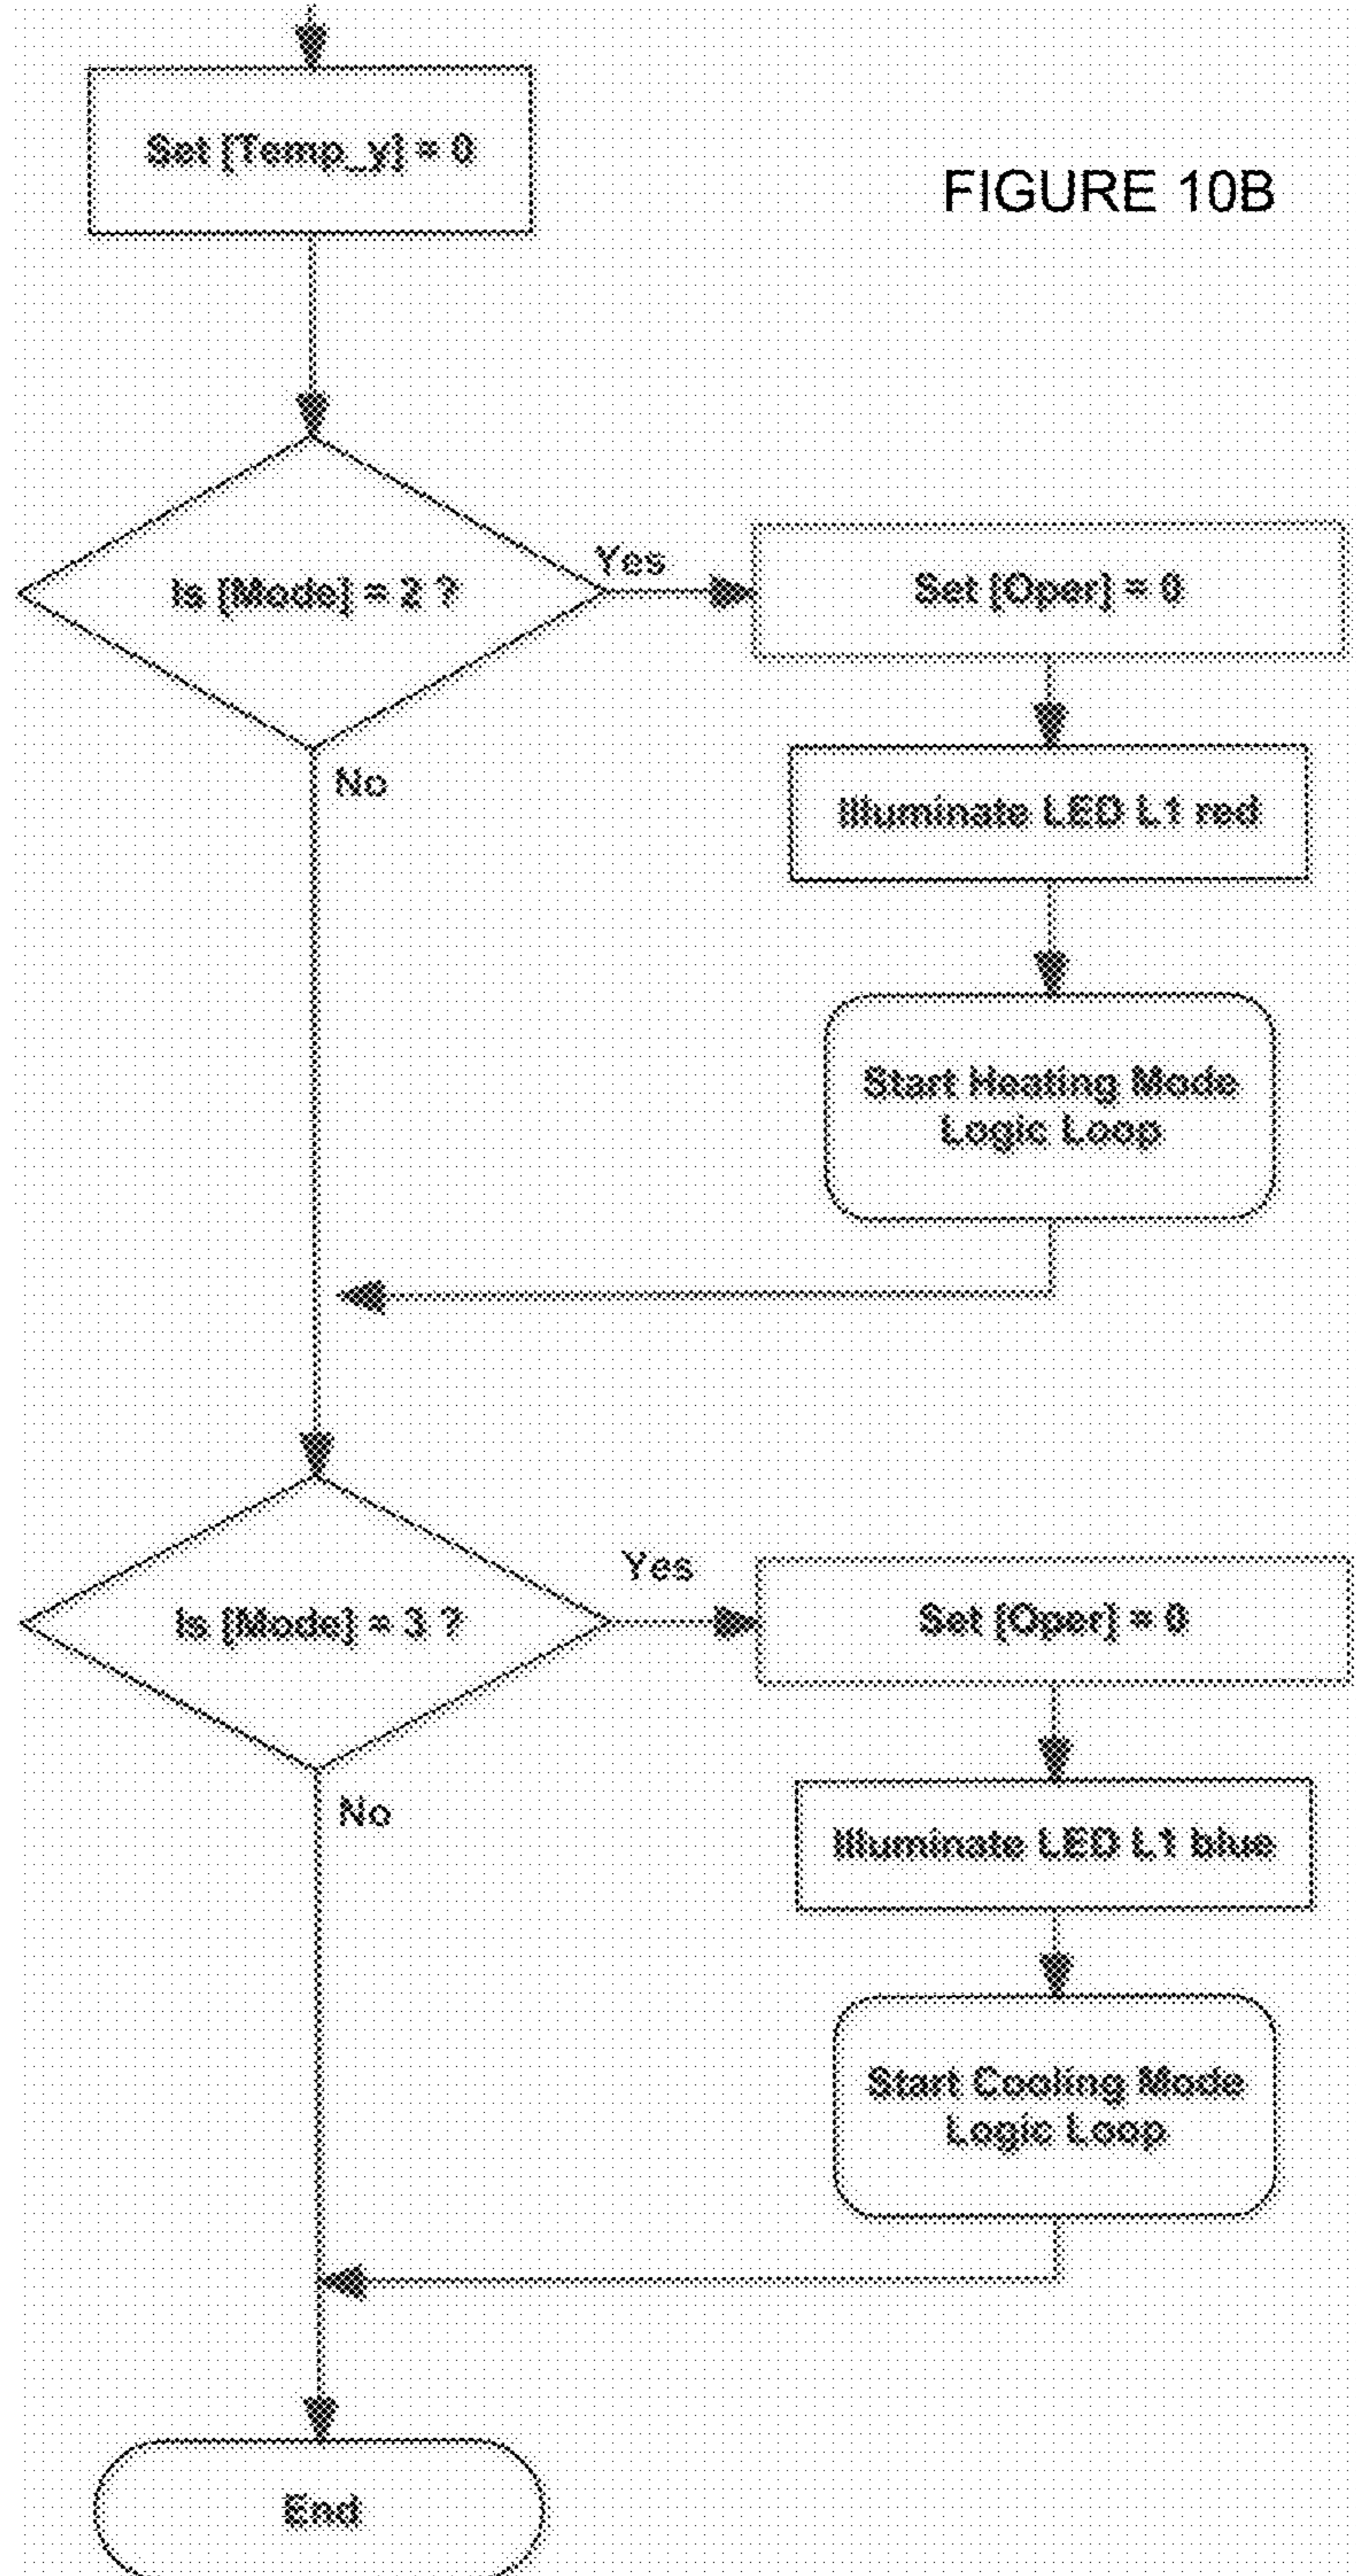 Set [Temp_y] = 0
FIGURE 10B
Is [Mode] = 2 ?
Yes
Set [Oper] = 0
No
Illuminate LED L1 red
Start Heating Mode
Logic Loop
Is [Mode] = 3 ?
Yes
Set [Oper] = 0
No
Illuminate LED L1 blue
Start Cooling Mode
Logic Loop
End